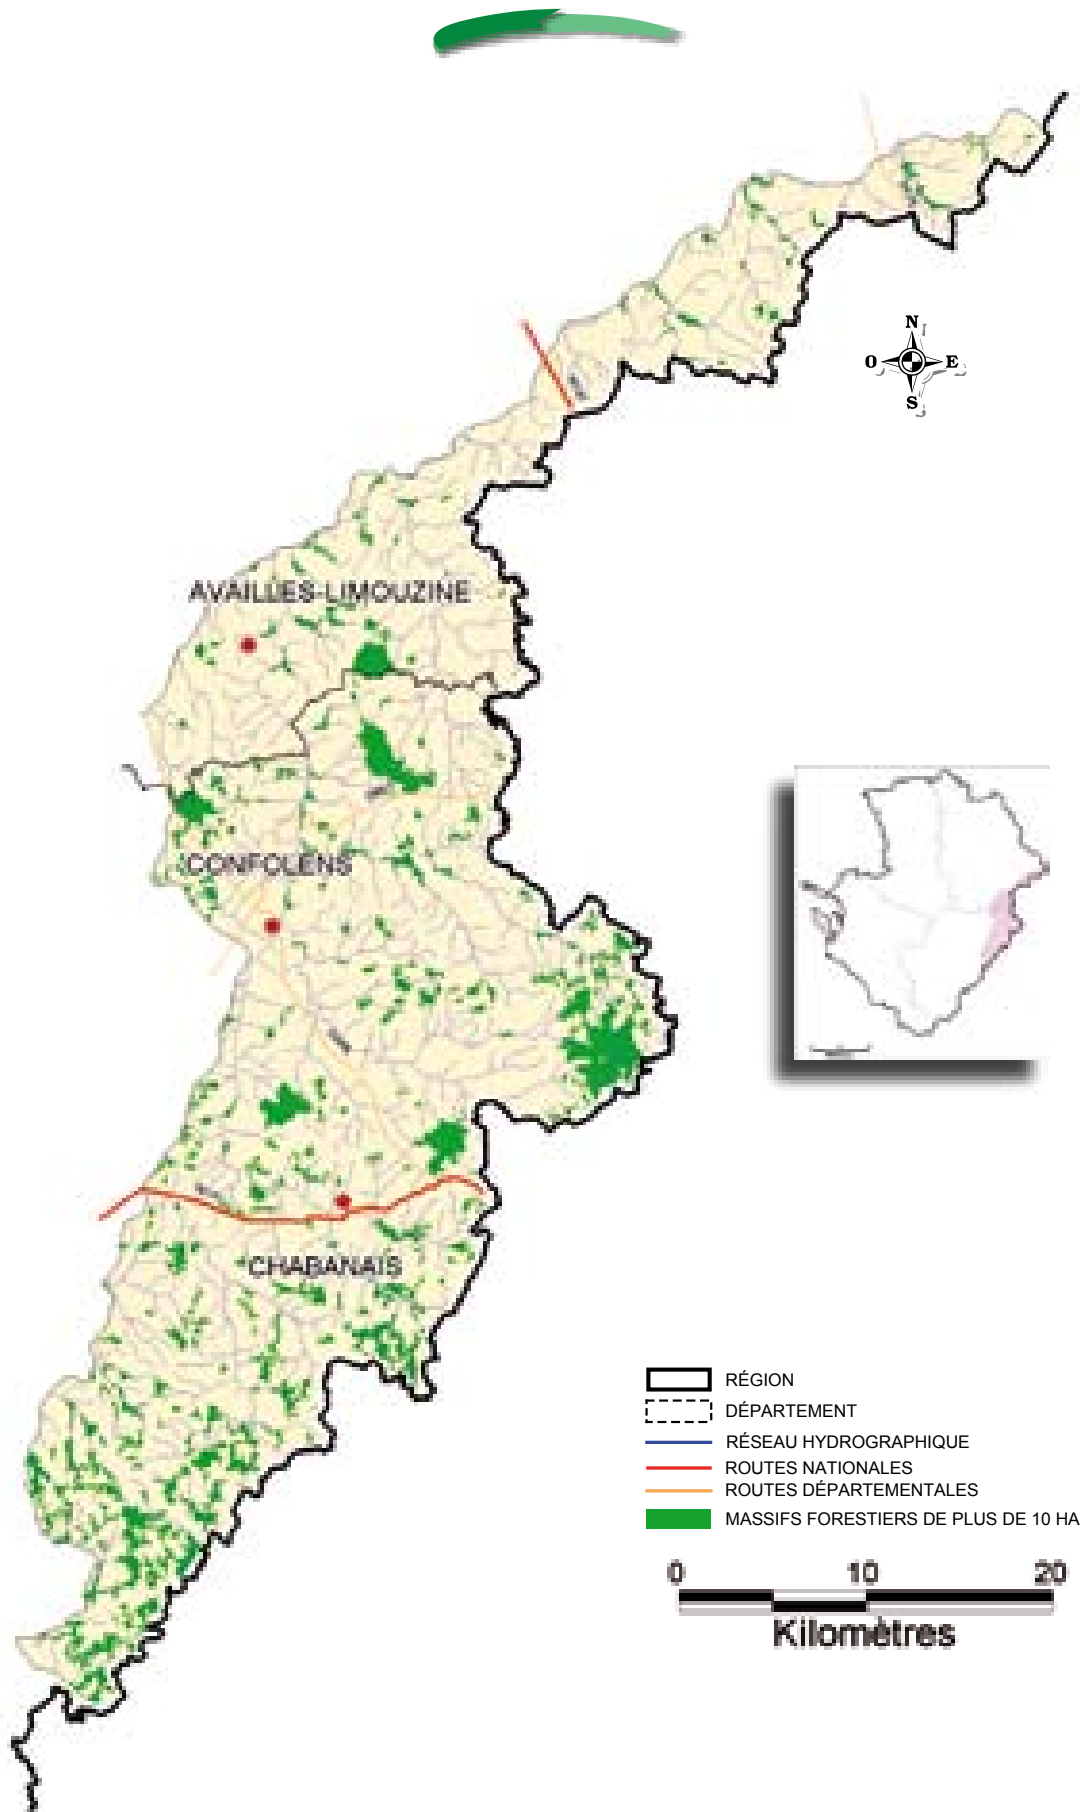 N
O E
S
AVAILLES-LIMOUZINE
CONFOLENS
CHABANAIS
RÉGION
DÉPARTEMENT
RÉSEAU HYDROGRAPHIQUE
ROUTES NATIONALES
ROUTES DÉPARTEMENTALES
MASSIFS FORESTIERS DE PLUS DE 10 HA
0 10 20
Kilomètres